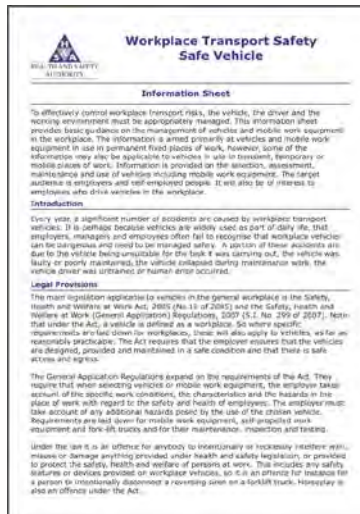 Workplace Transport Safety
Safe Vehicle
HEALTH AND SAFETY
AUTHORITY
Information Sheet
To effectively control workplace transport risks, the vehicle, the driver and the
working environment must be appropriately managed. This information sheet
provides basic guidance on the management of vehicles and mobile work equipment
in the workplace. The information is aimed primarily at vehicles and mobile work
equipment in use in permanent fixed places of work, however, some of the
information may also be applicable to vehicles in use in transient, temporary or
mobile places of work. Information is provided on the selection, assessment,
maintenance and use of vehicles including mobile work equipment. The target
audience is employers and self-employed people. It will also be of interest to
employees who drive vehicles in the workplace.
Introduction
Every year, a significant number of accidents are caused by workplace transport
vehicles. It is perhaps because vehicles are widely used as part of daily life, that
employers, managers and employees often fail to recognise that workplace vehicles
can be dangerous and need to be managed safely. A portion of these accidents are
due to the vehicle being unsuitable for the task it was carrying out, the vehicle was
faulty or poorly maintained, the vehicle collapsed during maintenance work, the
vehicle driver was untrained or human error occurred.
Legal Provisions
The main legislation applicable to vehicles in the general workplace is the Safety,
Health and Welfare at Work Act, 2005 (No.10 of 2005) and the Safety, Health and
Welfare at Work (General Application) Regulations, 2007 (S.I. No. 299 of 2007). Note
that under the Act, a vehicle is defined as a workplace. So where specific
requirements are laid down for workplaces, these will also apply to vehicles, as far as
reasonably practicable. The Act requires that the employer ensures that the vehicles
are designed, provided and maintained in a safe condition and that there is safe
access and egress.
The General Application Regulations expand on the requirements of the Act. They
require that when selecting vehicles or mobile work equipment, the employer takes
account of the specific work conditions, the characteristics and the hazards in the
place of work with regard to the safety and health of employees. The employer must
take account of any additional hazards posed by the use of the chosen vehicle.
Requirements are laid down for mobile work equipment, self-propelled work
equipment and fork-lift trucks and for their maintenance, inspection and testing.
Under the law it is an offence for anybody to intentionally or recklessly interfere with,
misuse or damage anything provided under health and safety legislation, or provided
to protect the safety, health and welfare of persons at work. This includes any safety
features or devices provided on workplace vehicles, so it is an offence for instance for
a person to intentionally disconnect a reversing siren on a forklift truck. Horseplay is
also an offence under the Act.